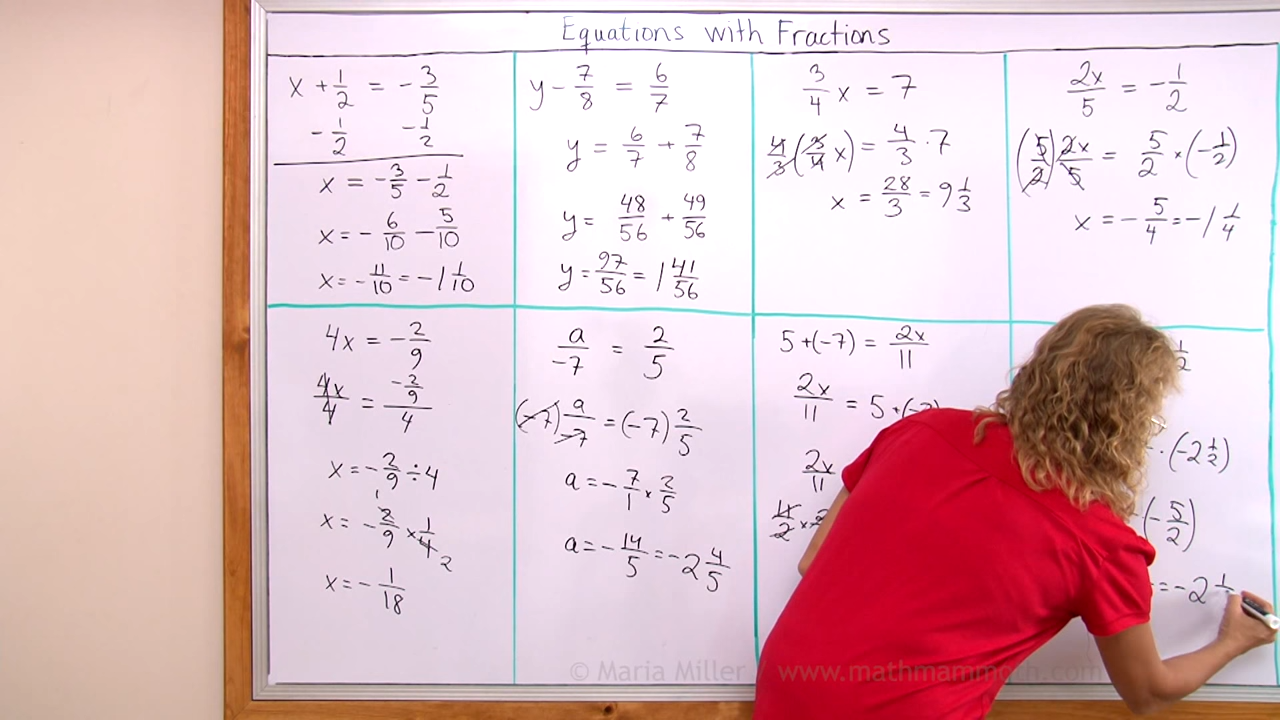 Equations with Fractions
x + 1/2 = - 3/5
- 1/2 - 1/2
x = - 3/5 - 1/2
x = - 6/10 - 5/10
x = - 11/10 = -1 1/10
y - 7/8 = 6/7
y = 6/7 + 7/8
y = 48/56 + 49/56
y = 97/56 = 1 41/56
3/4 x = 7
4/3 (3/4 x) = 4/3 · 7
x = 28/3 = 9 1/3
2x/5 = - 1/2
(5/2) 2x/5 = 5/2 × (- 1/2)
x = - 5/4 = -1 1/4
4x = - 2/9
4x/4 = - 2/9 / 4
x = - 2/9 ÷ 4
x = - 2/9 × 1/4
1 2
x = - 1/18
a/-7 = 2/5
(-7) a/-7 = (-7) 2/5
a = - 7/1 × 2/5
a = - 14/5 = -2 4/5
5 + (-7) = 2x/11
2x/11 = 5 + (-7)
2x/11
11/2 ×
1/2
· (-2 1/2)
(- 5/2)
= -2 1/
© Maria Miller / www.mathmammoth.com